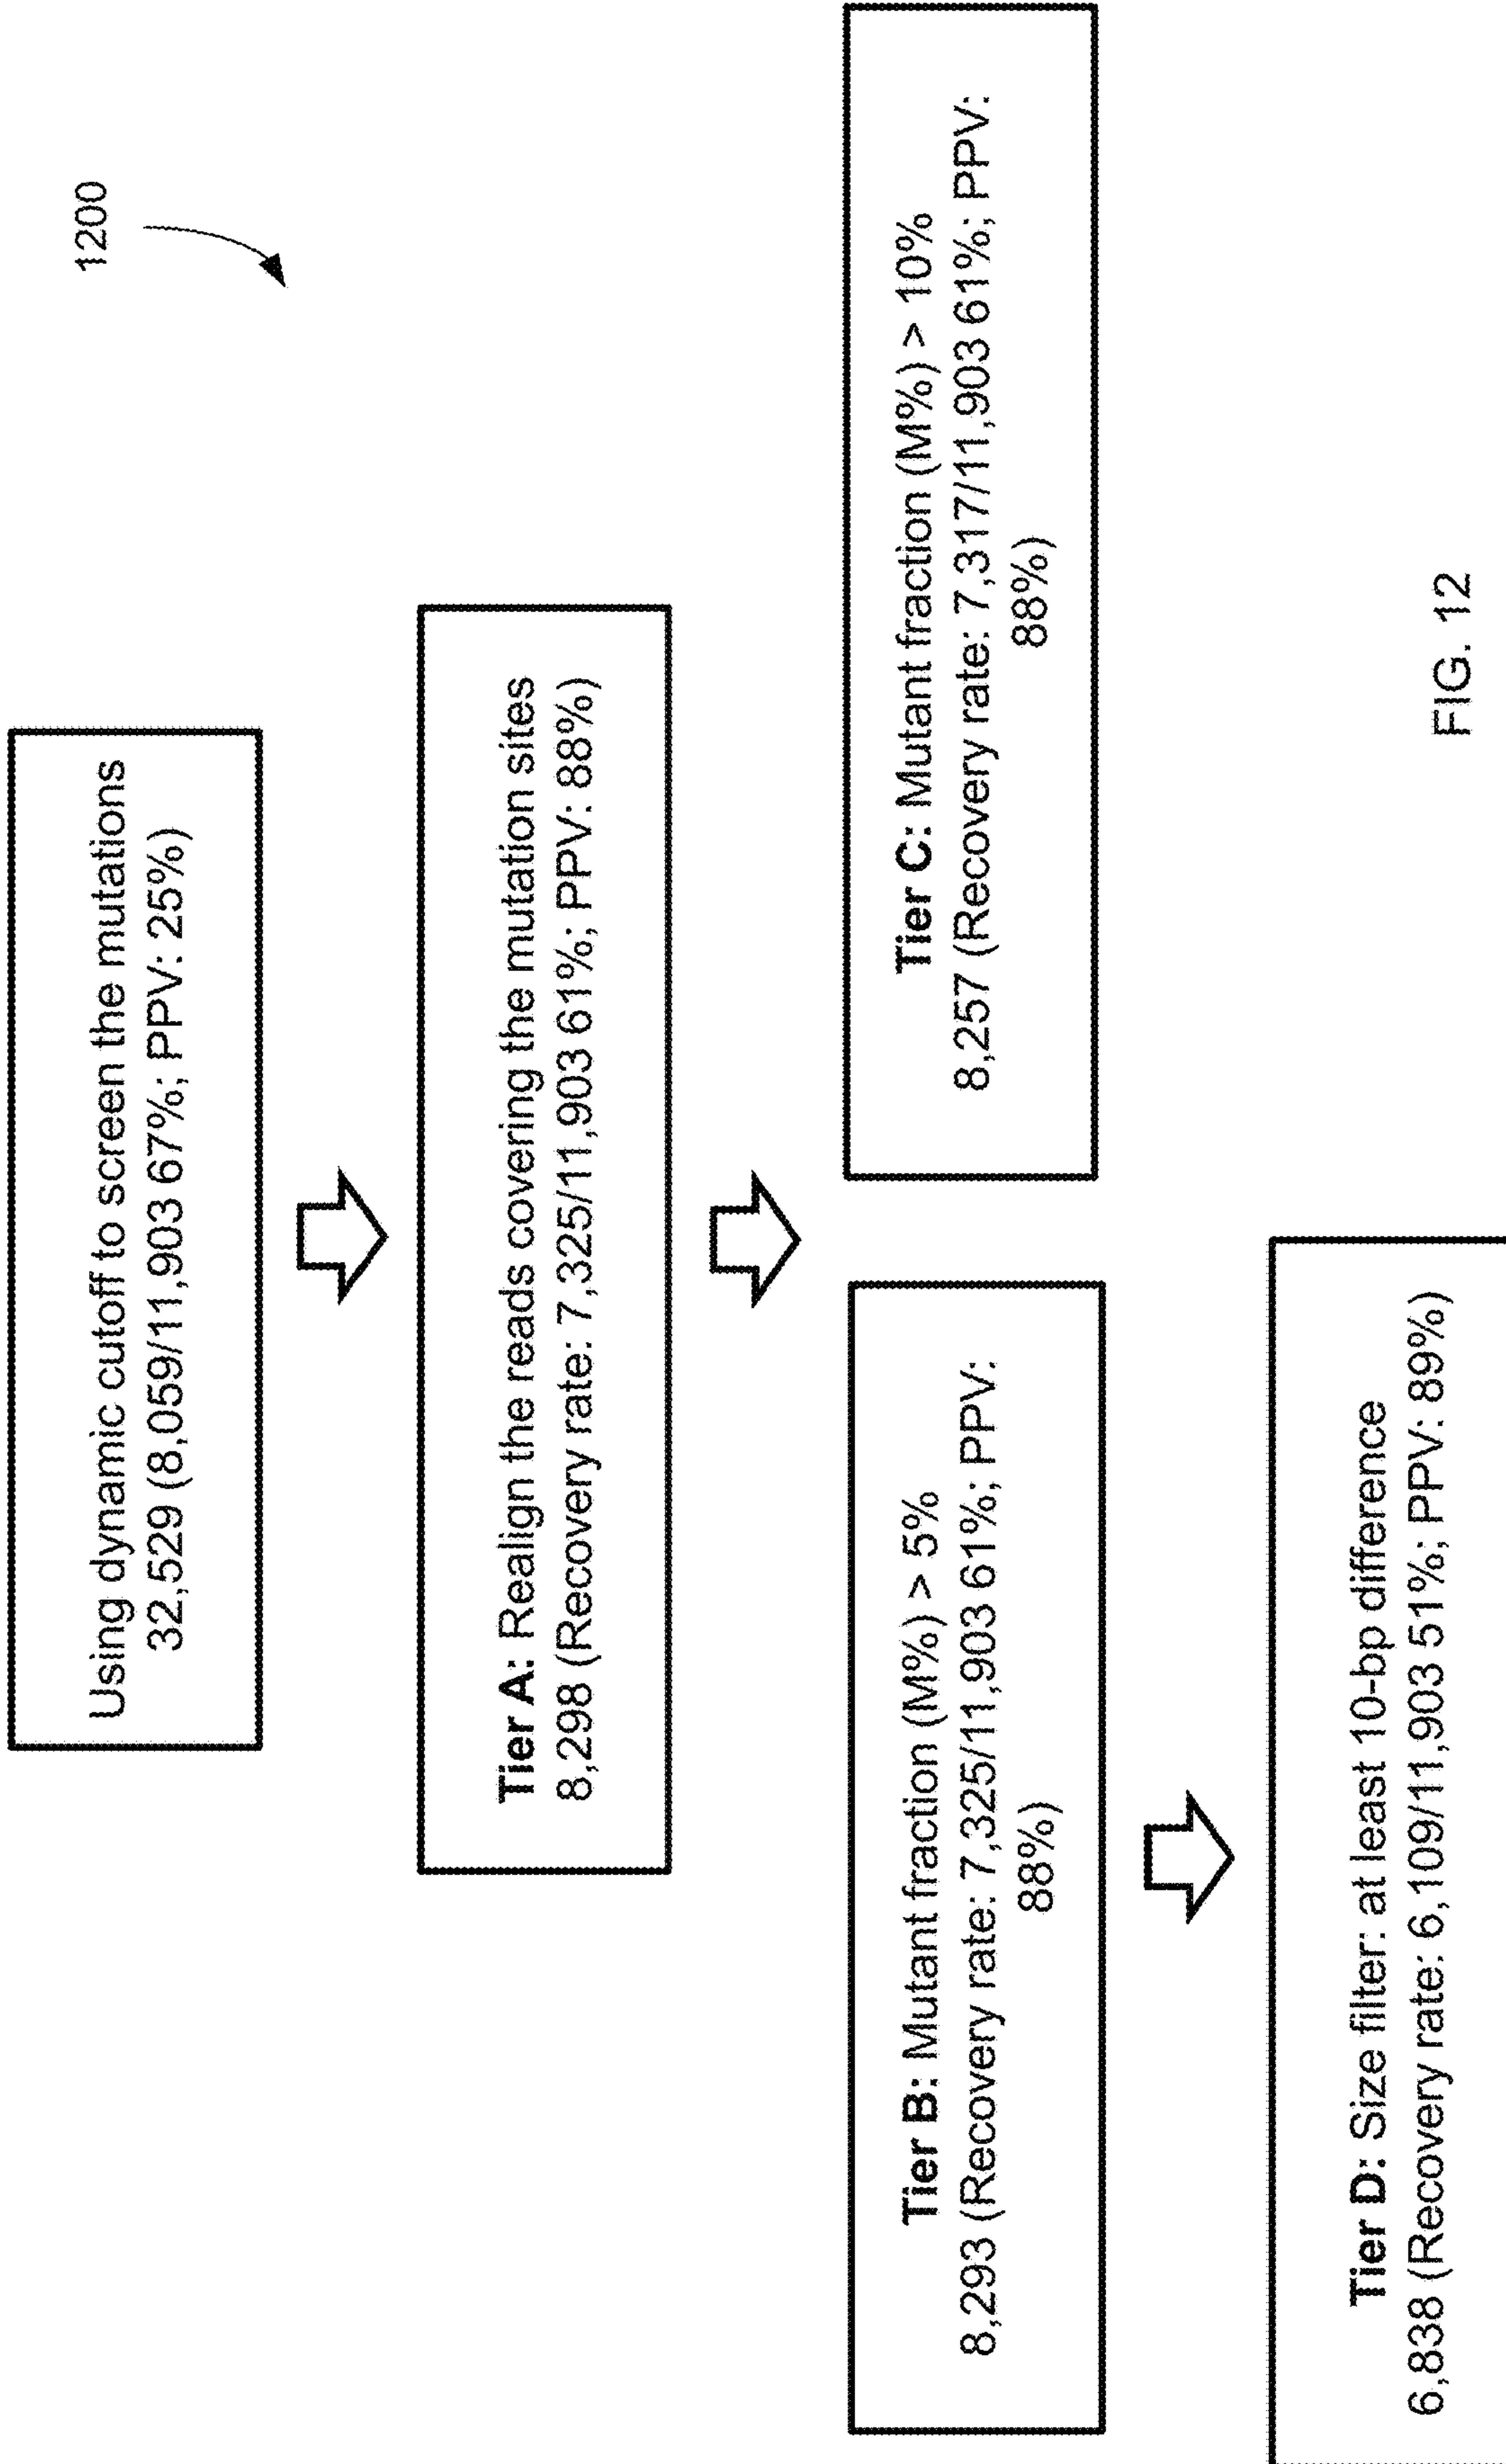 1200
Using dynamic cutoff to screen the mutations
32,529 (8,059/11,903 67%; PPV: 25%)
Tier A: Realign the reads covering the mutation sites
8,298 (Recovery rate: 7,325/11,903 61%; PPV: 88%)
Tier B: Mutant fraction (M%) > 5%
8,293 (Recovery rate: 7,325/11,903 61%; PPV:
88%)
Tier C: Mutant fraction (M%) > 10%
8,257 (Recovery rate: 7,317/11,903 61%; PPV:
88%)
Tier D: Size filter: at least 10-bp difference
6,838 (Recovery rate: 6,109/11,903 51%; PPV: 89%)
FIG. 12